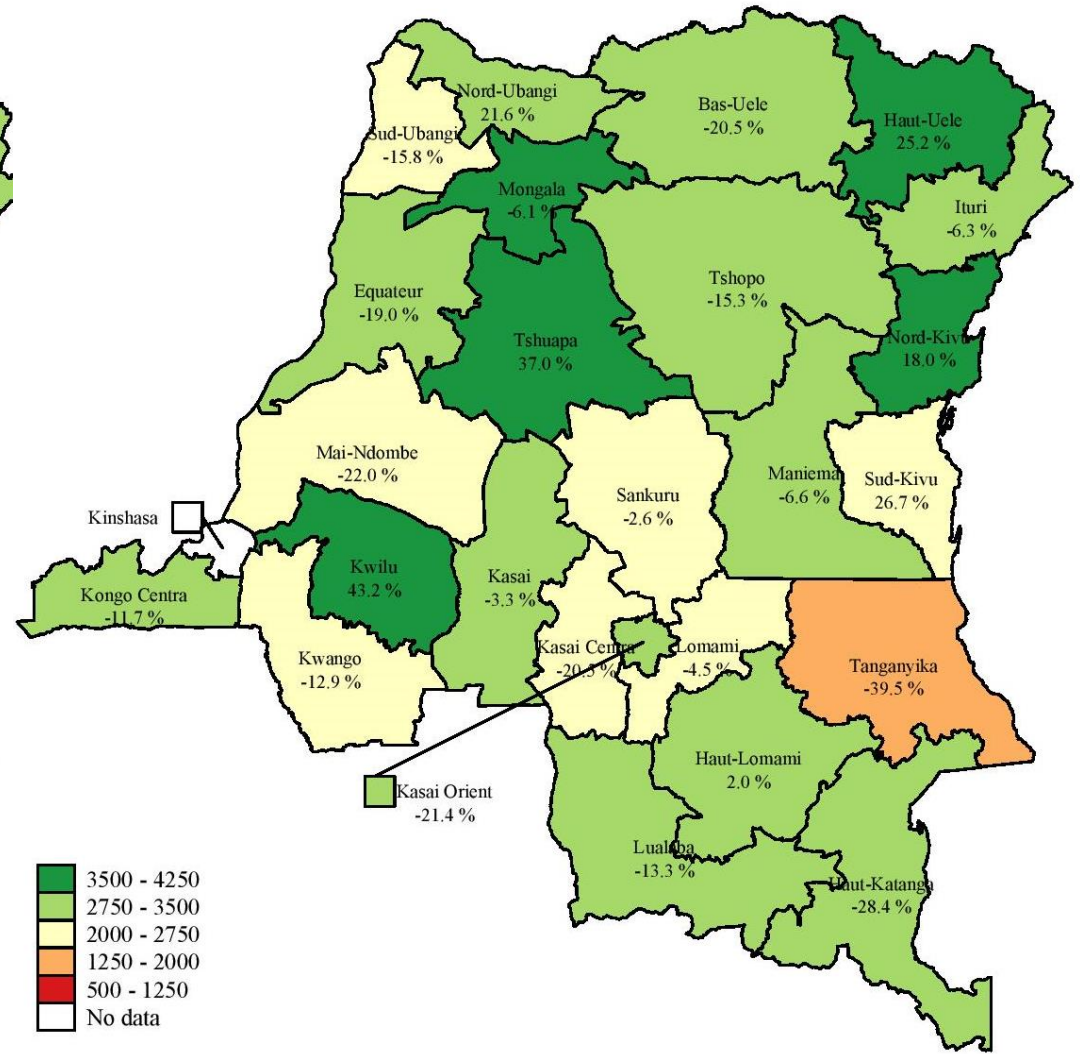 Nord-Ubangi
21.6 %
Bas-Uele
-20.5 %
Haut-Uele
25.2 %
Sud-Ubangi
-15.8 %
Mongala
-6.1 %
Ituri
-6.3 %
Equateur
-19.0 %
Tshopo
-15.3 %
Tshuapa
37.0 %
Nord-Kivu
18.0 %
Mai-Ndombe
-22.0 %
Sankuru
-2.6 %
Maniema
-6.6 %
Sud-Kivu
26.7 %
Kinshasa
Kongo Centra
-11.7 %
Kwilu
43.2 %
Kasai
-3.3 %
Kwango
-12.9 %
Kasai Centra
-20.5 %
Lomami
-4.5 %
Tanganyika
-39.5 %
Haut-Lomami
2.0 %
Kasai Orient
-21.4 %
Lualaba
-13.3 %
Haut-Katanga
-28.4 %
3500 - 4250
2750 - 3500
2000 - 2750
1250 - 2000
500 - 1250
No data